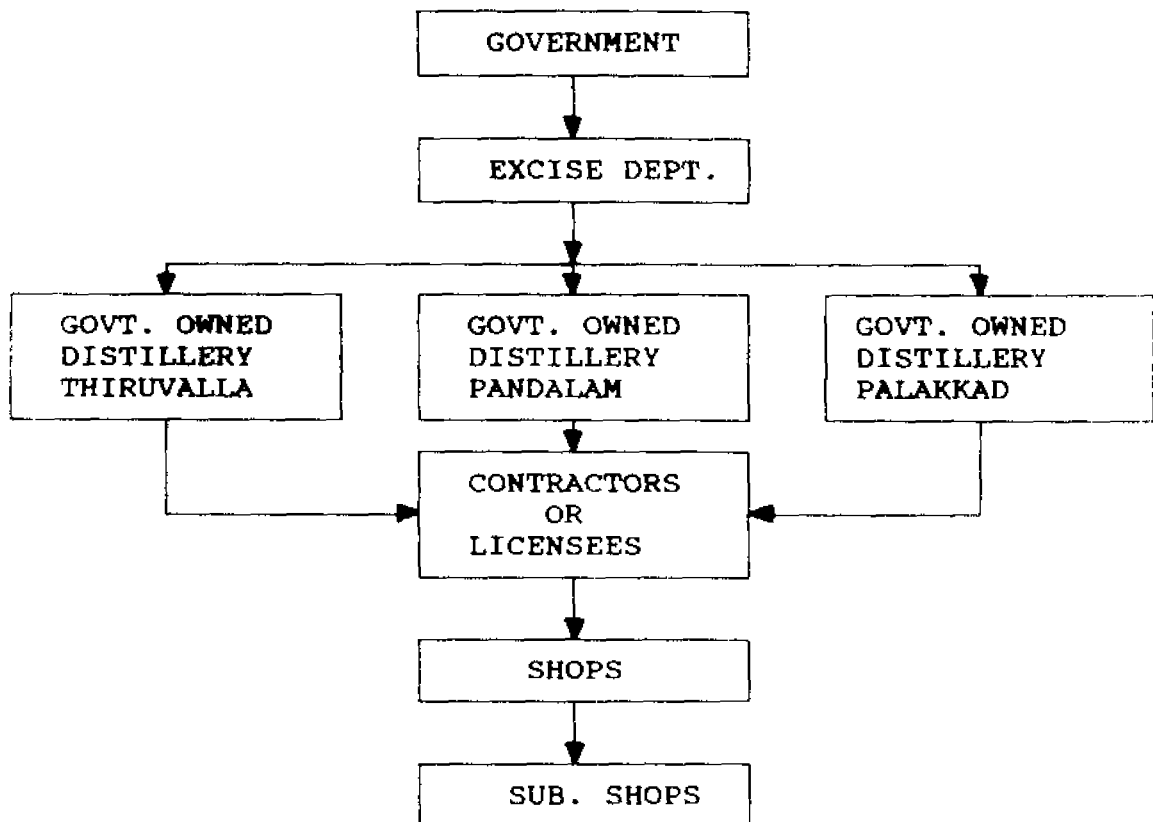 GOVERNMENT
EXCISE DEPT.
GOVT. OWNED
DISTILLERY
THIRUVALLA
GOVT. OWNED
DISTILLERY
PANDALAM
GOVT. OWNED
DISTILLERY
PALAKKAD
CONTRACTORS
OR
LICENSEES
SHOPS
SUB. SHOPS